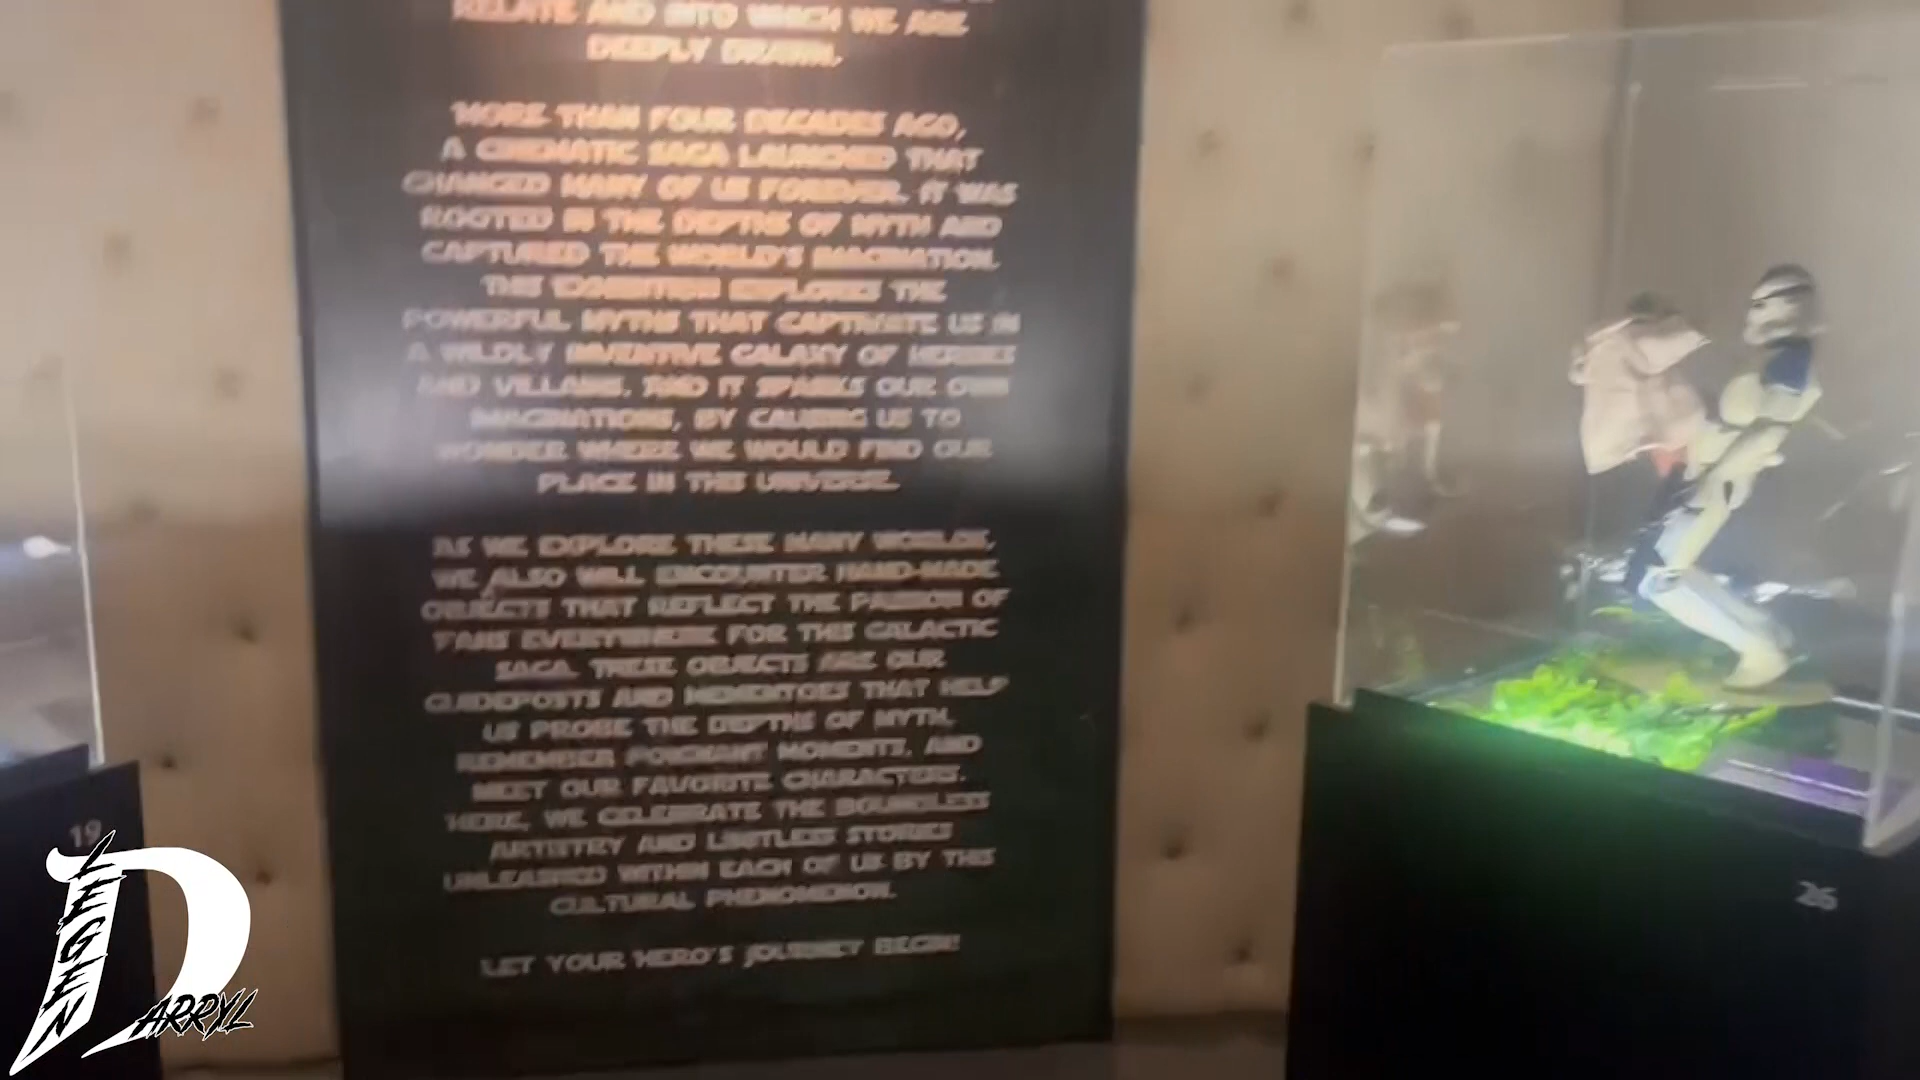 RELATE AND INTO WHICH WE ARE
DEEPLY DRAWN.
MORE THAN FOUR DECADES AGO,
A CINEMATIC SAGA LAUNCHED THAT
CHANGED MANY OF US FOREVER. IT WAS
ROOTED IN THE DEPTHS OF MYTH AND
CAPTURED THE WORLD'S IMAGINATION.
THIS EXHIBITION EXPLORES THE
POWERFUL MYTHS THAT CAPTIVATE US IN
A WILDLY INVENTIVE GALAXY OF HEROES
AND VILLAINS. AND IT SPARKS OUR OWN
IMAGINATIONS, BY CAUSING US TO
WONDER WHERE WE WOULD FIND OUR
PLACE IN THIS UNIVERSE.
AS WE EXPLORE THESE MANY WORLDS,
WE ALSO WILL ENCOUNTER HAND-MADE
OBJECTS THAT REFLECT THE PASSION OF
FANS EVERYWHERE FOR THIS GALACTIC
SAGA. THESE OBJECTS ARE OUR
GUIDEPOSTS AND MEMENTOES THAT HELP
US PROBE THE DEPTHS OF MYTH,
REMEMBER POIGNANT MOMENTS, AND
MEET OUR FAVORITE CHARACTERS.
HERE, WE CELEBRATE THE BOUNDLESS
ARTISTRY AND LIMITLESS STORIES
UNLEASHED WITHIN EACH OF US BY THIS
CULTURAL PHENOMENON.
LET YOUR HERO'S JOURNEY BEGIN!
19
26
LEGEN
DARRYL